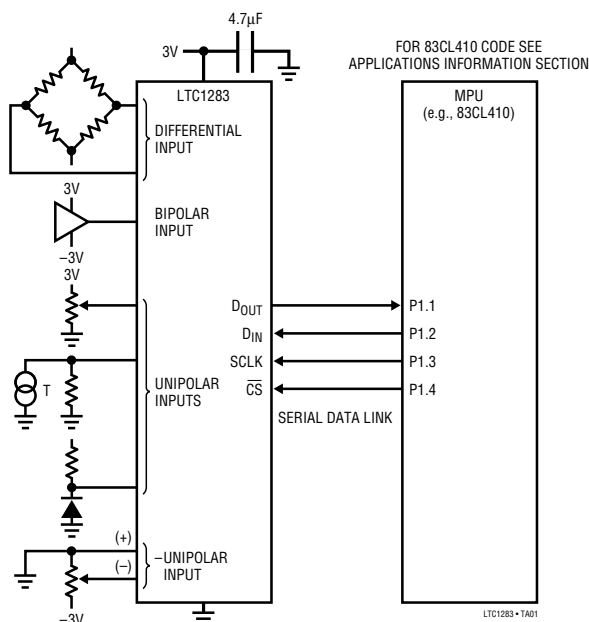 4.7µF
3V
FOR 83CL410 CODE SEE
APPLICATIONS INFORMATION SECTION
LTC1283
MPU
(e.g., 83CL410)
DIFFERENTIAL
INPUT
3V
BIPOLAR
INPUT
–3V
3V
DOUT
P1.1
DIN
P1.2
SCLK
P1.3
CS
P1.4
T
UNIPOLAR
INPUTS
SERIAL DATA LINK
(+)
(–)
–UNIPOLAR
INPUT
–3V
LTC1283 • TA01